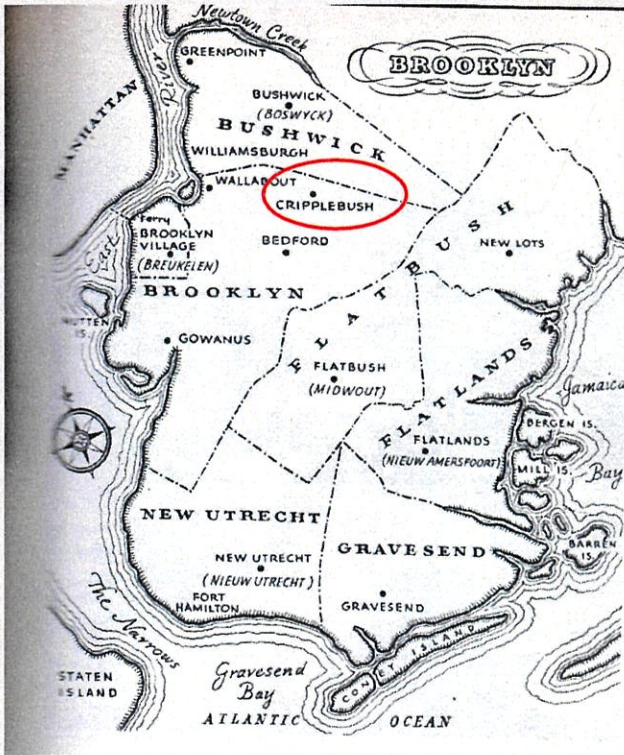 Newtown Creek
GREENPOINT
BROOKLYN
MANHATTAN
River
BUSHWICK
(BOSWYCK)
BUSHWICK
WILLIAMSBURGH
WALLABOUT
CRIPPLEBUSH
Ferry
BROOKLYN
VILLAGE
(BREUKELEN)
East
BEDFORD
NEW LOTS
FLATBUSH
BROOKLYN
GOWANUS
FLATBUSH
(MIDWOUT)
FLATLANDS
Jamaica
BERGEN IS.
FLATLANDS
(NIEUW AMERSFOORT)
MILL IS.
Bay
NEW UTRECHT
GRAVESEND
BARREN
IS.
NEW UTRECHT
(NIEUW UTRECHT)
FORT
HAMILTON
GRAVESEND
The Narrows
CONEY ISLAND
STATEN
ISLAND
Gravesend
Bay
ATLANTIC OCEAN